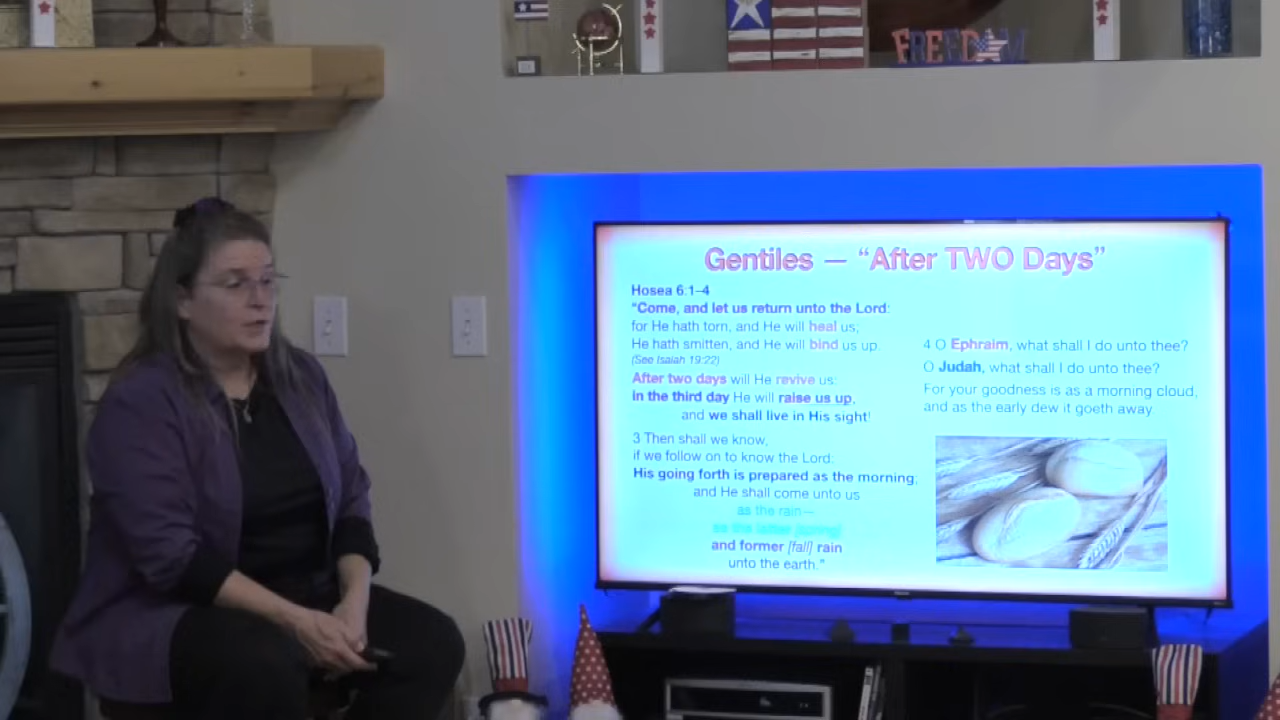 FREEDOM
Gentiles — “After TWO Days”
Hosea 6:1–4
“Come, and let us return unto the Lord:
for He hath torn, and He will heal us;
He hath smitten, and He will bind us up.
(See Isaiah 19:22)
After two days will He revive us:
in the third day He will raise us up,
and we shall live in His sight!
3 Then shall we know,
if we follow on to know the Lord:
His going forth is prepared as the morning;
and He shall come unto us
as the rain—
as the latter [spring]
and former [fall] rain
unto the earth.”
4 O Ephraim, what shall I do unto thee?
O Judah, what shall I do unto thee?
For your goodness is as a morning cloud,
and as the early dew it goeth away.